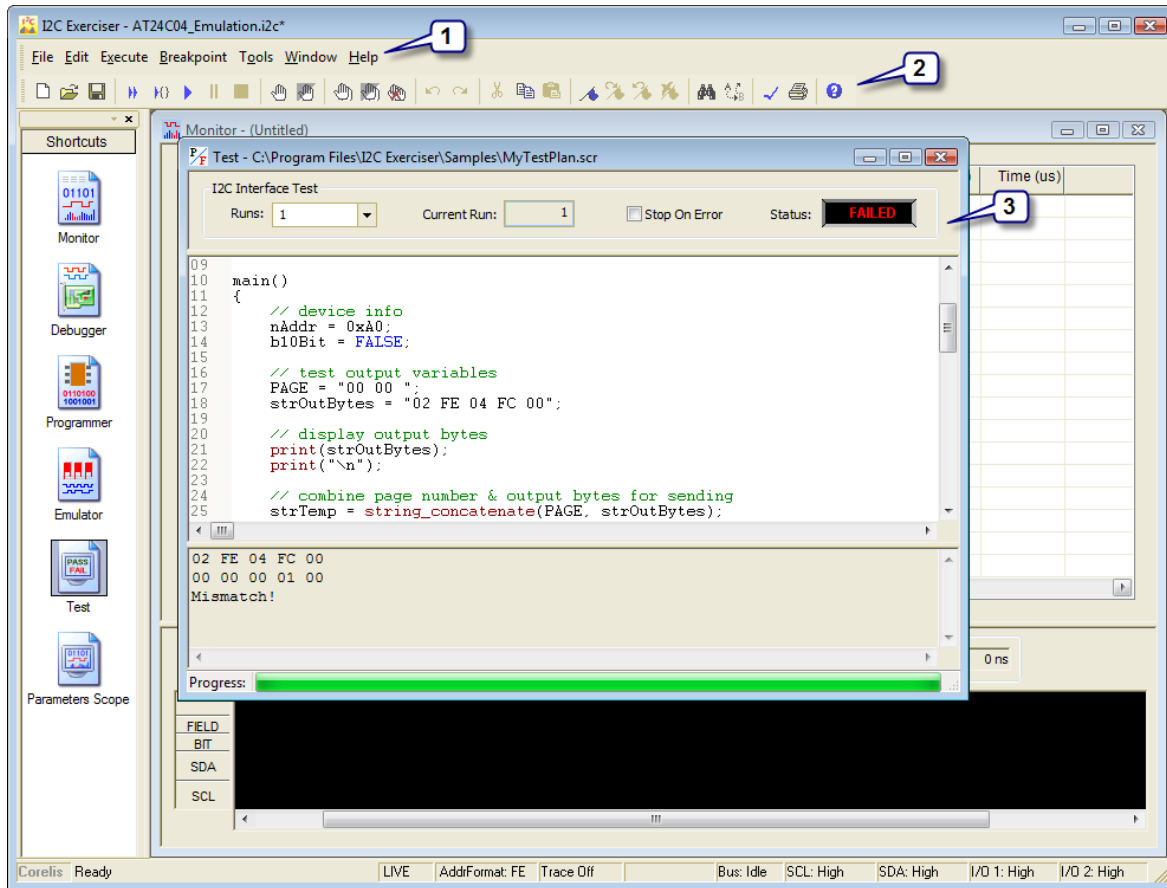 I2C Exerciser - AT24C04_Emulation.i2c*
1
File Edit Execute Breakpoint Tools Window Help
2
Shortcuts
Monitor - (Untitled)
Test - C:\Program Files\I2C Exerciser\Samples\MyTestPlan.scr
Time (us)
I2C Interface Test
Runs: 1 Current Run: 1 Stop On Error Status: FAILED
3
Monitor
Debugger
Programmer
Emulator
PASS
FAIL
Test
Parameters Scope
09
10 main()
11 {
12 // device info
13 nAddr = 0xA0;
14 b10Bit = FALSE;
15
16 // test output variables
17 PAGE = "00 00 ";
18 strOutBytes = "02 FE 04 FC 00";
19
20 // display output bytes
21 print(strOutBytes);
22 print("\n");
23
24 // combine page number & output bytes for sending
25 strTemp = string_concatenate(PAGE, strOutBytes);
02 FE 04 FC 00
00 00 00 01 00
Mismatch!
0 ns
Progress:
FIELD
BIT
SDA
SCL
Corelis Ready LIVE AddrFormat: FE Trace Off Bus: Idle SCL: High SDA: High I/O 1: High I/O 2: High